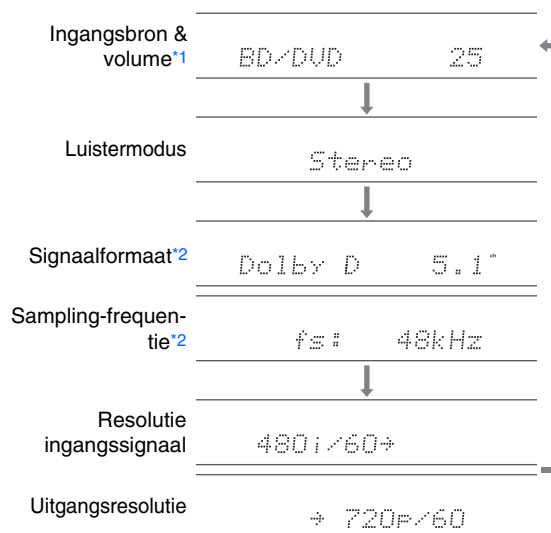 Ingangsbron &
volume*1
BD/DVD 25
Luistermodus
Stereo
Signaalformaat*2
Dolby D 5.1ch
Sampling-frequen-
tie*2
fs: 48kHz
Resolutie
ingangssignaal
480i/60→
Uitgangsresolutie
→ 720p/60